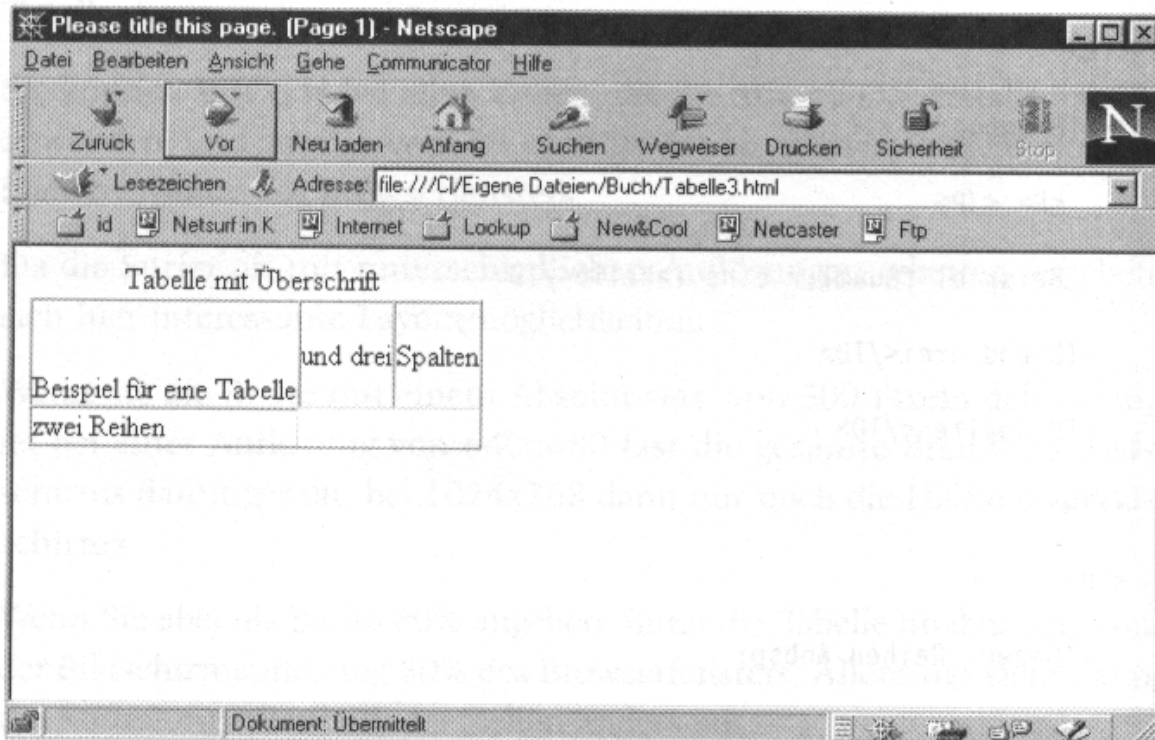 Please title this page. (Page 1) - Netscape
Datei Bearbeiten Ansicht Gehe Communicator Hilfe
Zurück Vor Neu laden Anfang Suchen Wegweiser Drucken Sicherheit Stop N
Lesezeichen Adresse: file:///C|/Eigene Dateien/Buch/Tabelle3.html
id Netsurf in K Internet Lookup New&Cool Netcaster Ftp
Tabelle mit Überschrift
Beispiel für eine Tabelle und drei Spalten
zwei Reihen
Dokument: Übermittelt